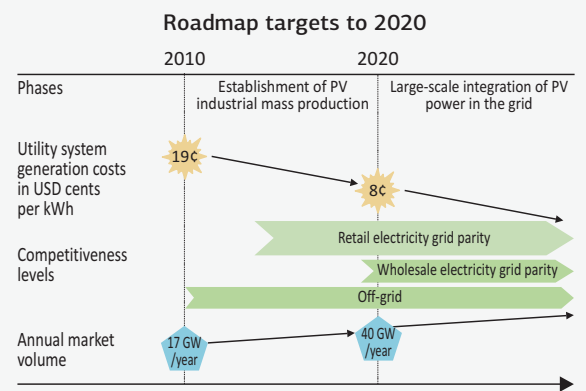 Roadmap targets to 2020
2010
2020
Phases
Establishment of PV
industrial mass production
Large-scale integration of PV
power in the grid
Utility system
generation costs
in USD cents
per kWh
19¢
8¢
Competitiveness
levels
Retail electricity grid parity
Wholesale electricity grid parity
Off-grid
Annual market
volume
17 GW
/year
40 GW
/year